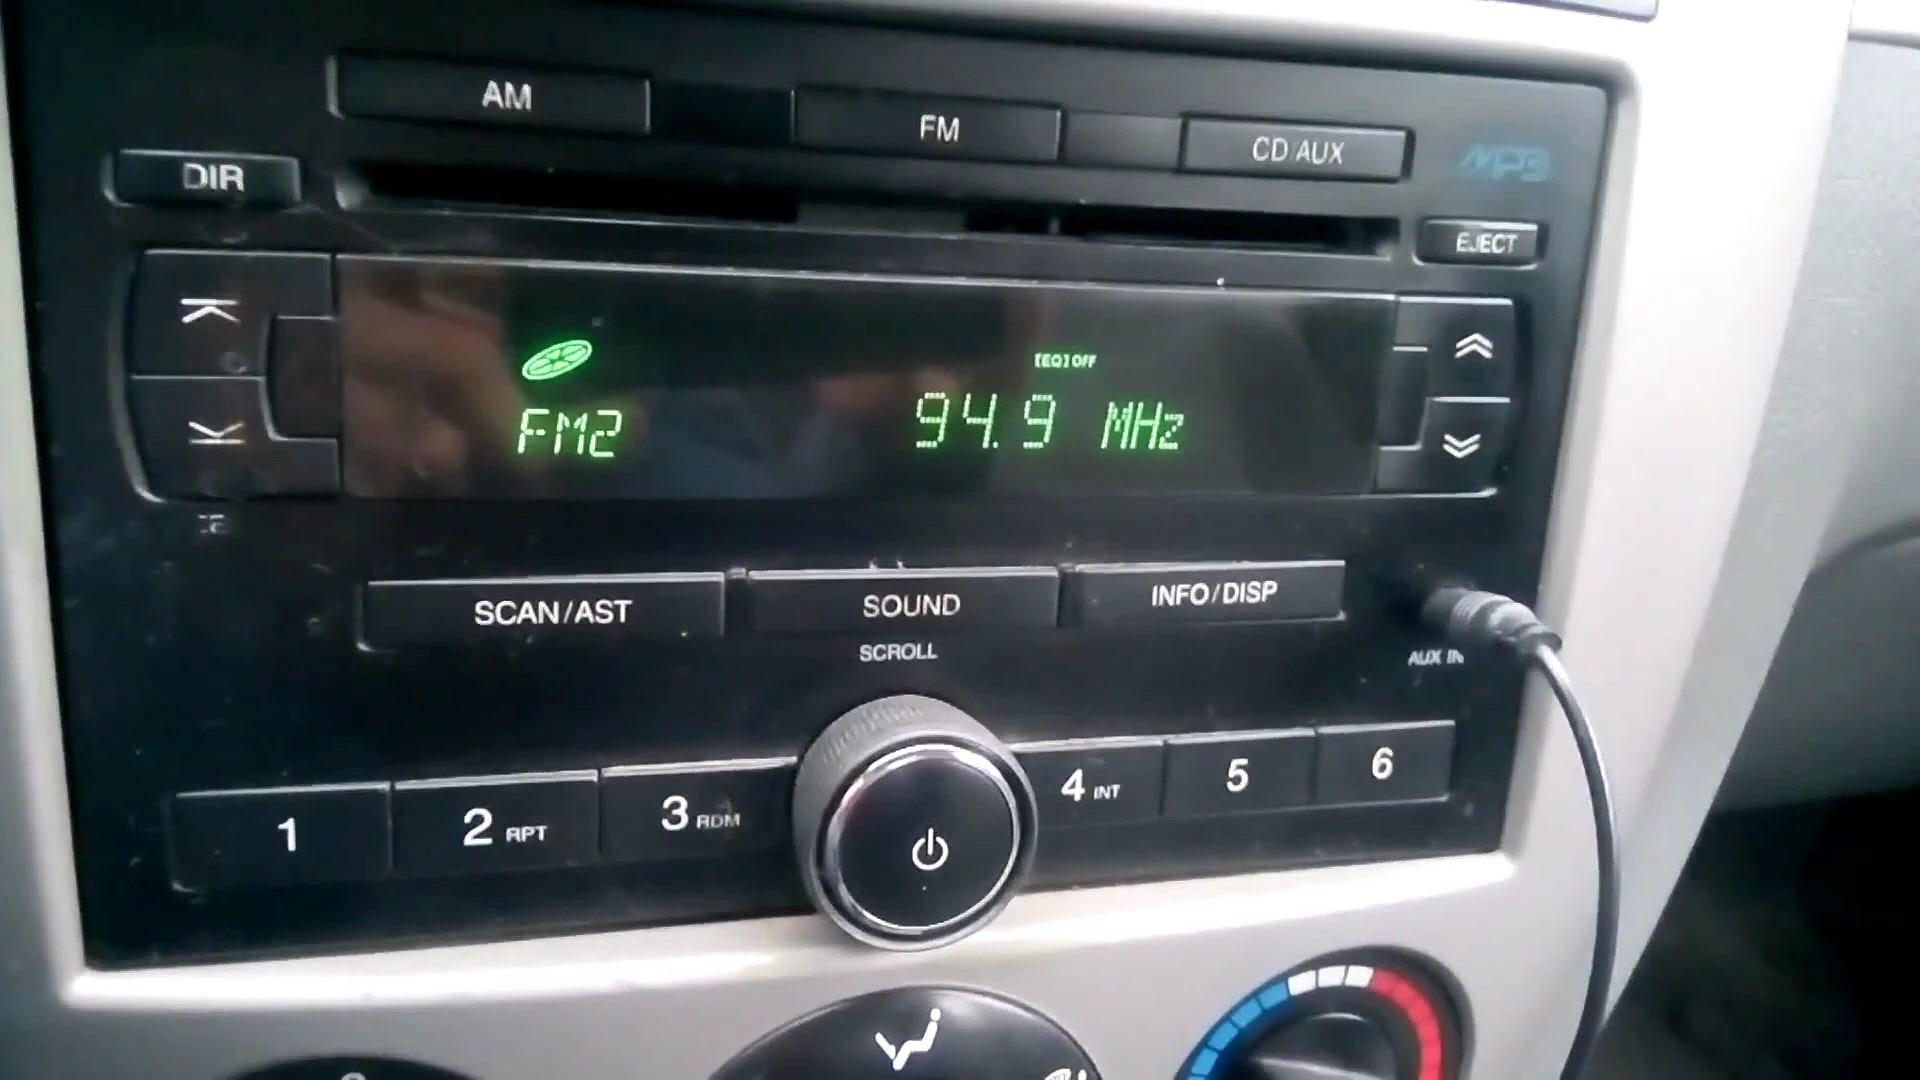 AM
FM
CD/AUX
MP3
DIR
EJECT
[EQ]OFF
FM2
94.9 MHz
SCAN/AST
SOUND
INFO/DISP
SCROLL
AUX IN
1
2 RPT
3 RDM
4 INT
5
6